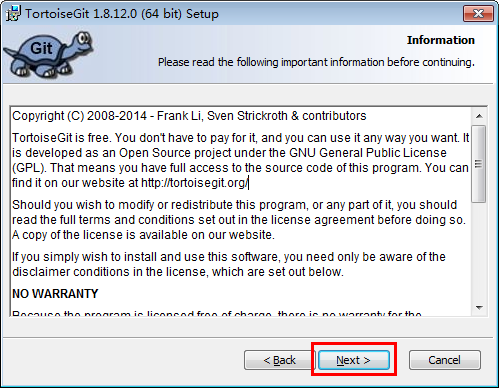 TortoiseGit 1.8.12.0 (64 bit) Setup
Git
Information
Please read the following important information before continuing.
Copyright (C) 2008-2014 - Frank Li, Sven Strickroth & contributors
TortoiseGit is free. You don't have to pay for it, and you can use it any way you want. It
is developed as an Open Source project under the GNU General Public License
(GPL). That means you have full access to the source code of this program. You can
find it on our website at http://tortoisegit.org/
Should you wish to modify or redistribute this program, or any part of it, you should
read the full terms and conditions set out in the license agreement before doing so.
A copy of the license is available on our website.
If you simply wish to install and use this software, you need only be aware of the
disclaimer conditions in the license, which are set out below.
NO WARRANTY
Because the program is licensed free of charge, there is no warranty for the
< Back
Next >
Cancel